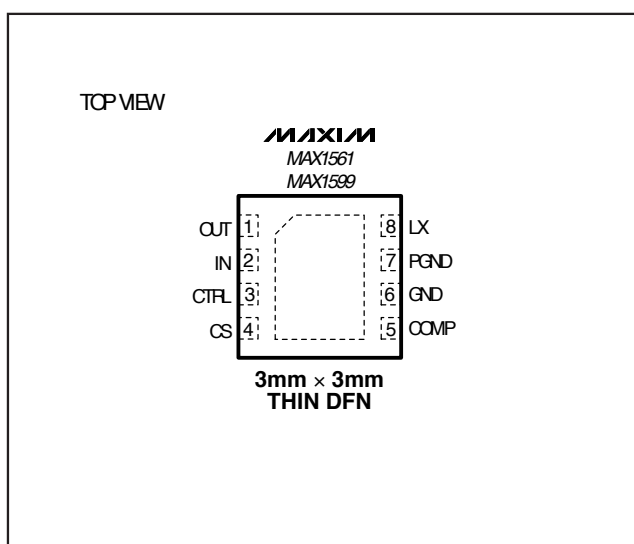 TOP VIEW
MAXIM
MAX1561
MAX1599
OUT 1 8 LX
IN 2 7 PGND
CTRL 3 6 GND
CS 4 5 COMP
3mm × 3mm
THIN DFN